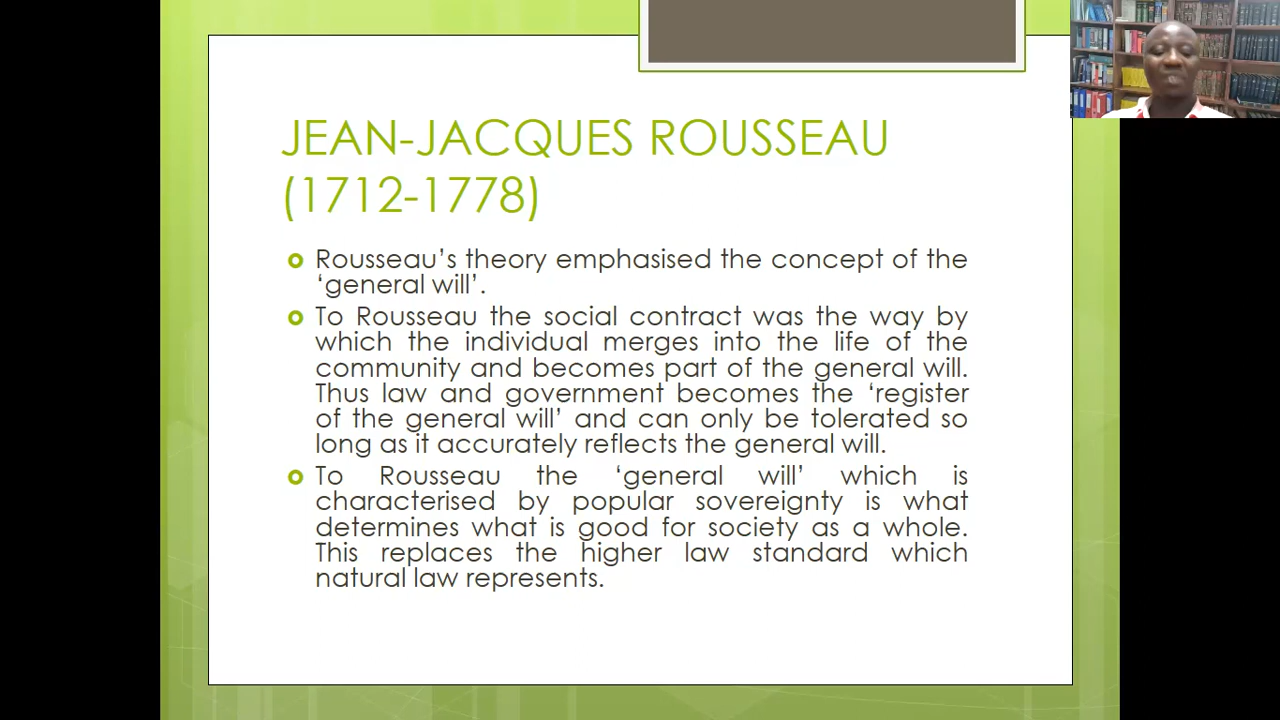 JEAN-JACQUES ROUSSEAU
(1712-1778)
Rousseau's theory emphasised the concept of the
'general will'.
To Rousseau the social contract was the way by
which the individual merges into the life of the
community and becomes part of the general will.
Thus law and government becomes the 'register
of the general will' and can only be tolerated so
long as it accurately reflects the general will.
To Rousseau the 'general will' which is
characterised by popular sovereignty is what
determines what is good for society as a whole.
This replaces the higher law standard which
natural law represents.